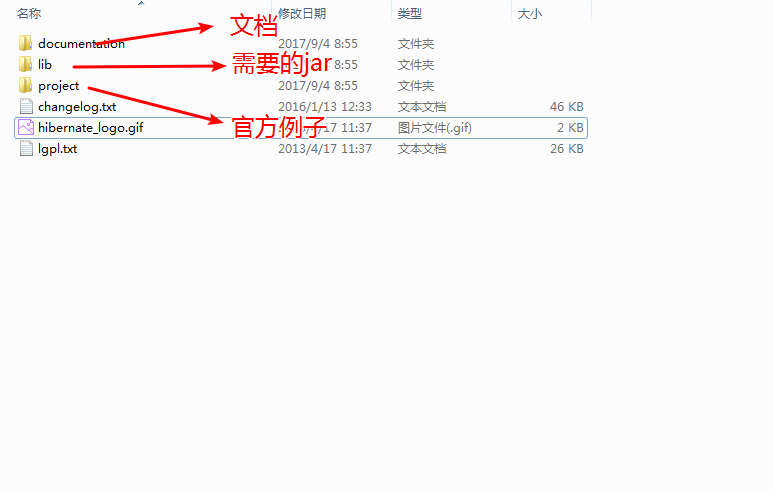 名称 修改日期 类型 大小
文档
documentation 2017/9/4 8:55 文件夹
lib 需要的jar 8:55 文件夹
project 2017/9/4 8:55 文件夹
changelog.txt 2016/1/13 12:33 文本文档 46 KB
hibernate_logo.gif 官方例子 17 11:37 图片文件(.gif) 2 KB
lgpl.txt 2013/4/17 11:37 文本文档 26 KB